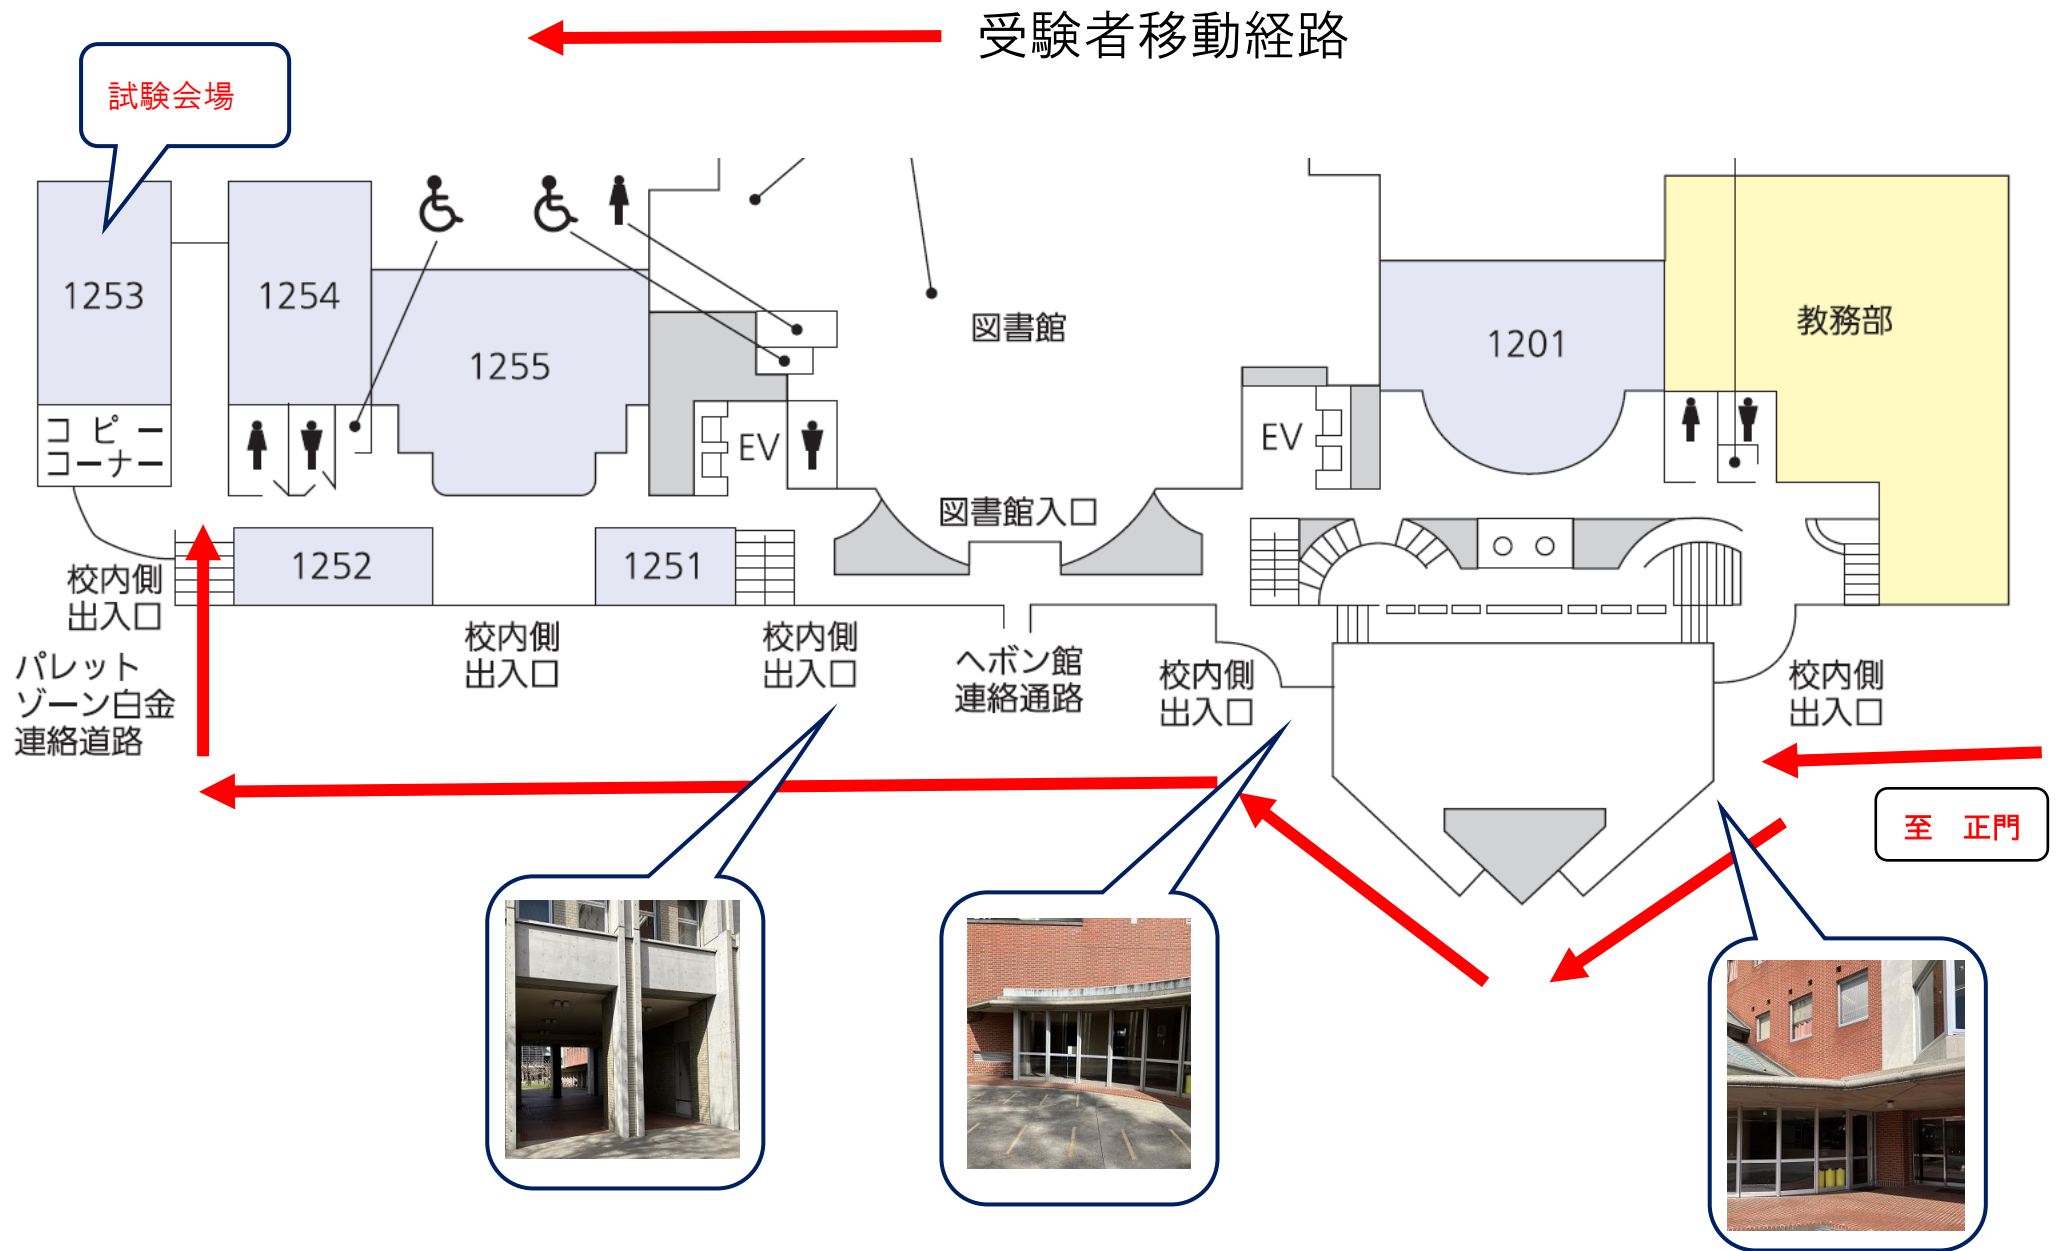 受験者移動経路
試験会場
1253
1254
1255
図書館
1201
教務部
コピー
コーナー
EV
EV
図書館入口
1252
1251
校内側
出入口
パレット
ゾーン白金
連絡道路
校内側
出入口
校内側
出入口
ヘボン館
連絡通路
校内側
出入口
校内側
出入口
至　正門